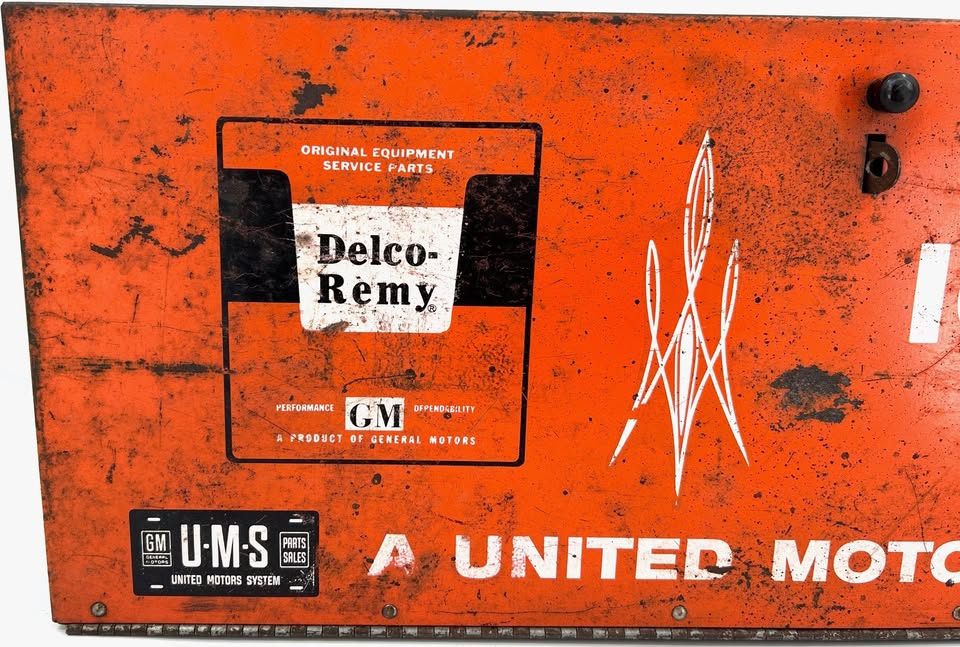 ORIGINAL EQUIPMENT
SERVICE PARTS
Delco-
Remy®
PERFORMANCE GM DEPENDABILITY
A PRODUCT OF GENERAL MOTORS
GM
GENERAL
MOTORS
U·M·S
PARTS
SALES
UNITED MOTORS SYSTEM
A UNITED MOTO